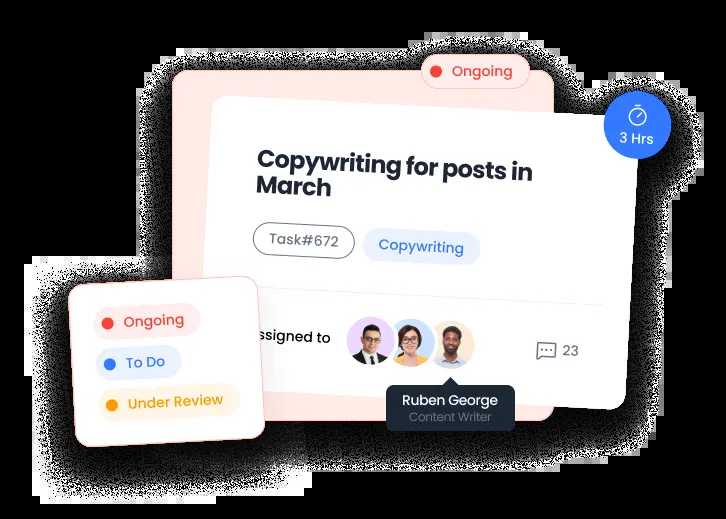 Ongoing
3 Hrs
Copywriting for posts in
March
Task#672
Copywriting
ssigned to
23
Ruben George
Content Writer
Ongoing
To Do
Under Review